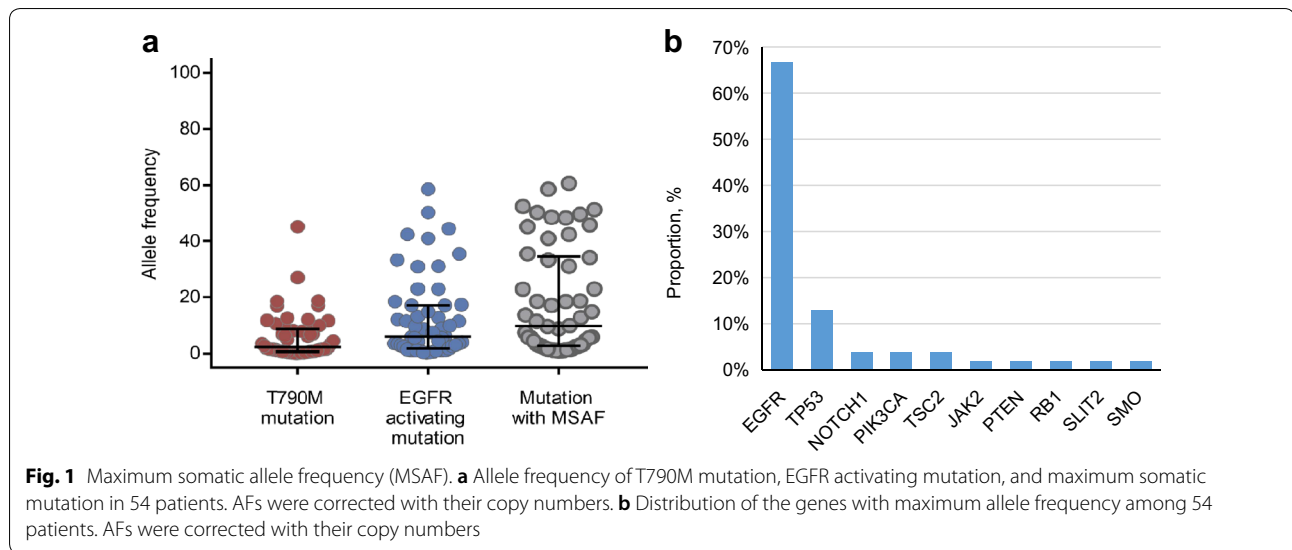 a
100
80
60
40
20
0
Allele frequency
T790M
mutation
EGFR
activating
mutation
Mutation
with MSAF
b
70%
60%
50%
40%
30%
20%
10%
0%
Proportion, %
EGFR
TP53
NOTCH1
PIK3CA
TSC2
JAK2
PTEN
RB1
SLIT2
SMO
Fig. 1 Maximum somatic allele frequency (MSAF). a Allele frequency of T790M mutation, EGFR activating mutation, and maximum somatic
mutation in 54 patients. AFs were corrected with their copy numbers. b Distribution of the genes with maximum allele frequency among 54
patients. AFs were corrected with their copy numbers